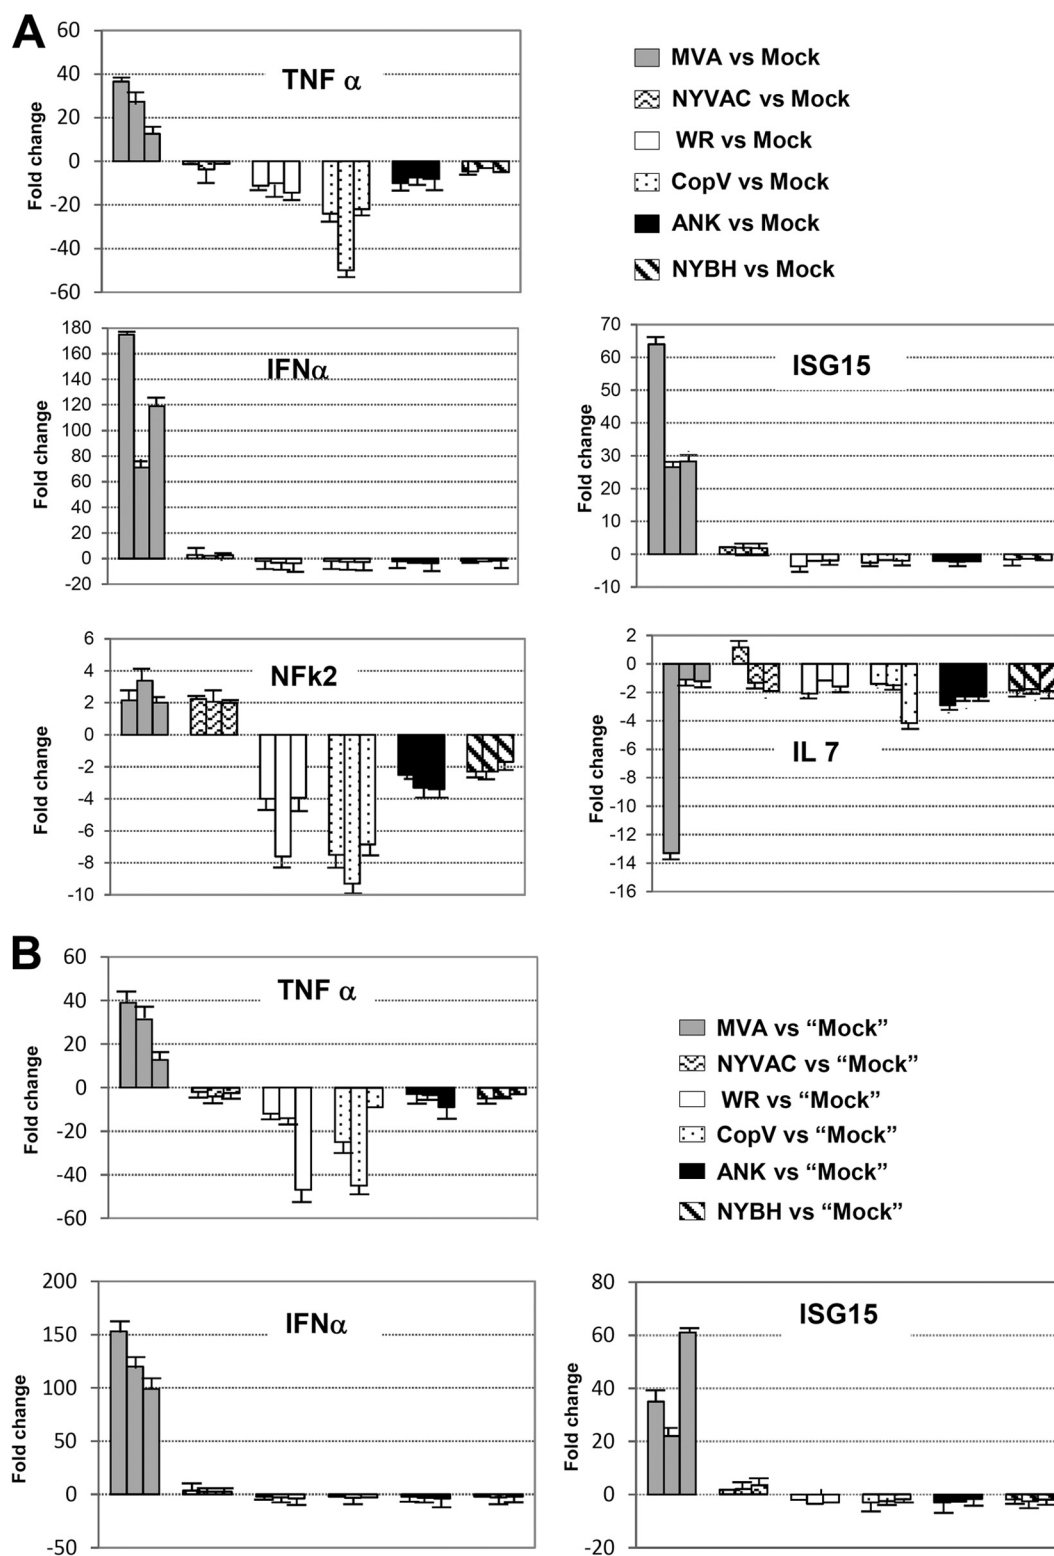 A
TNF α
Fold change
60
40
20
0
-20
-40
-60
MVA vs Mock
NYVAC vs Mock
WR vs Mock
CopV vs Mock
ANK vs Mock
NYBH vs Mock
IFNα
Fold change
180
160
140
120
100
80
60
40
20
0
-20
ISG15
Fold change
70
60
50
40
30
20
10
0
-10
NFk2
Fold change
6
4
2
0
-2
-4
-6
-8
-10
IL 7
Fold change
2
0
-2
-4
-6
-8
-10
-12
-14
-16
B
TNF α
Fold change
60
40
20
0
-20
-40
-60
MVA vs “Mock”
NYVAC vs “Mock”
WR vs “Mock”
CopV vs “Mock”
ANK vs “Mock”
NYBH vs “Mock”
IFNα
Fold change
200
150
100
50
0
-50
ISG15
Fold change
80
60
40
20
0
-20